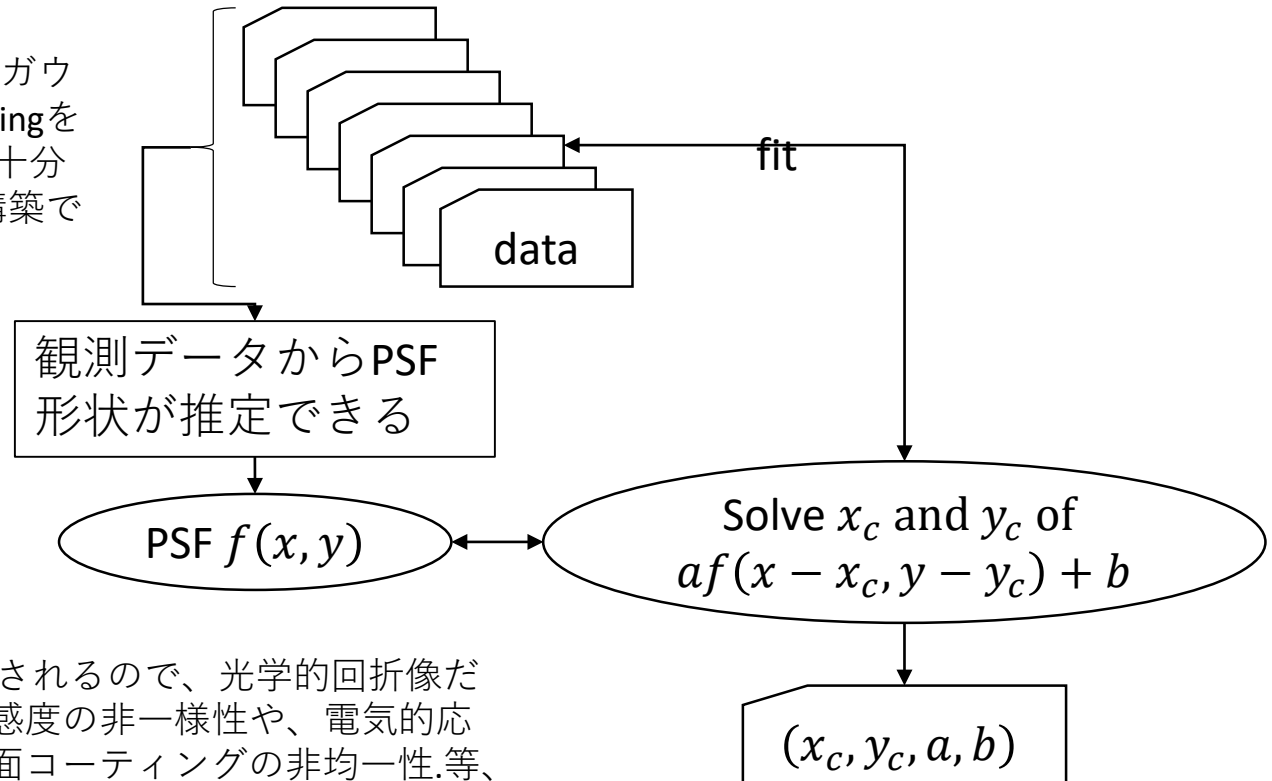 ガウ
ingを
十分
構築で
fit
data
観測データからPSF
形状が推定できる
PSF f(x, y)
Solve x_c and y_c of
af(x − x_c, y − y_c) + b
されるので、光学的回折像だ
感度の非一様性や、電気的応
面コーティングの非均一性.等、
(x_c, y_c, a, b)